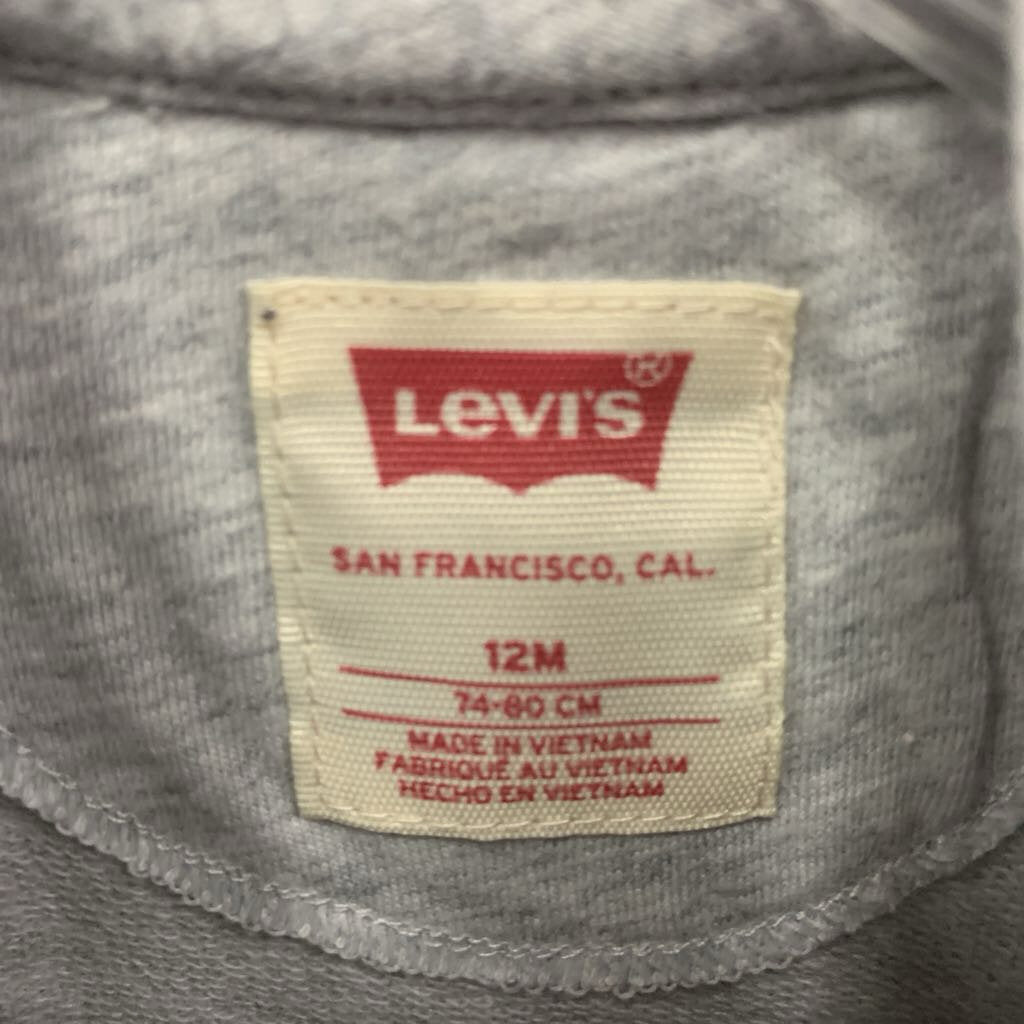 LEVI'S®
SAN FRANCISCO, CAL.
12M
74-80 CM
MADE IN VIETNAM
FABRIQUÉ AU VIETNAM
HECHO EN VIETNAM